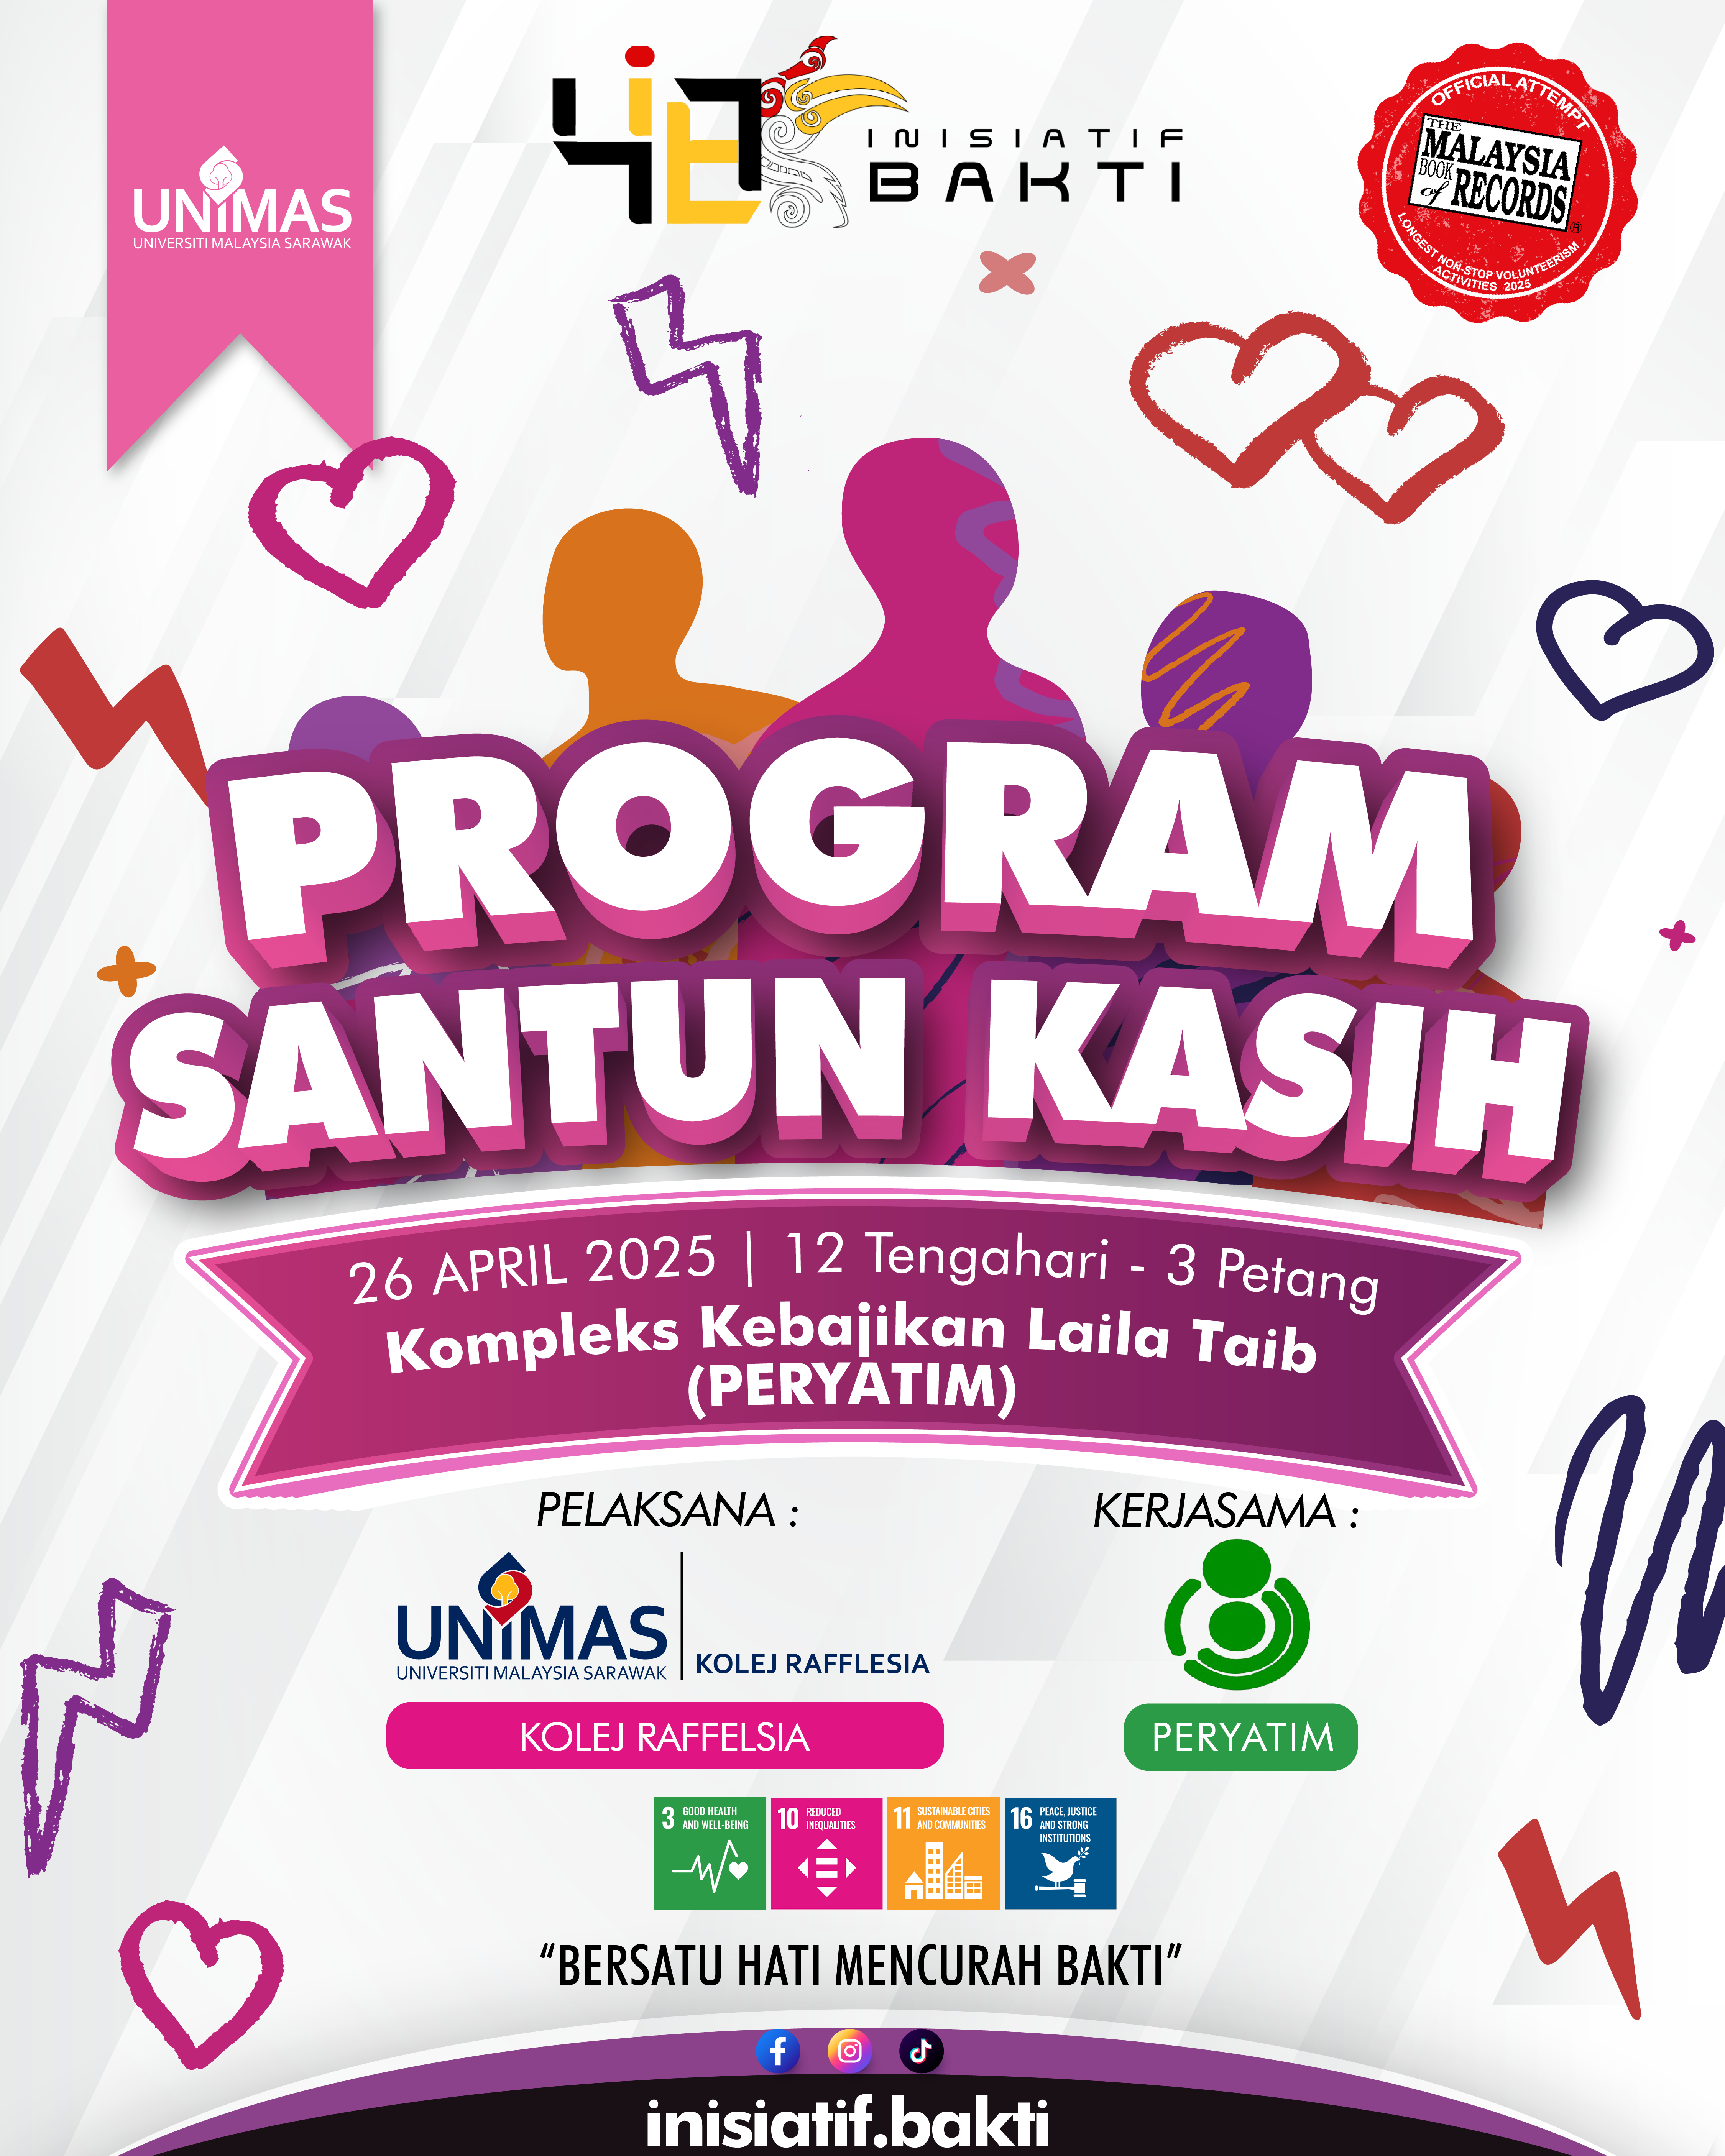 UNIMAS
UNIVERSITI MALAYSIA SARAWAK
INISIATIF
BAKTI
OFFICIAL ATTEMPT
THE
MALAYSIA
BOOK
of RECORDS
®
LONGEST NON-STOP VOLUNTEERISM
ACTIVITIES 2025
PROGRAM
SANTUN KASIH
26 APRIL 2025 | 12 Tengahari - 3 Petang
Kompleks Kebajikan Laila Taib
(PERYATIM)
PELAKSANA :
KERJASAMA :
UNIMAS
UNIVERSITI MALAYSIA SARAWAK
KOLEJ RAFFLESIA
KOLEJ RAFFELSIA
PERYATIM
3 GOOD HEALTH
AND WELL-BEING
10 REDUCED
INEQUALITIES
11 SUSTAINABLE CITIES
AND COMMUNITIES
16 PEACE, JUSTICE
AND STRONG
INSTITUTIONS
“BERSATU HATI MENCURAH BAKTI”
inisiatif.bakti